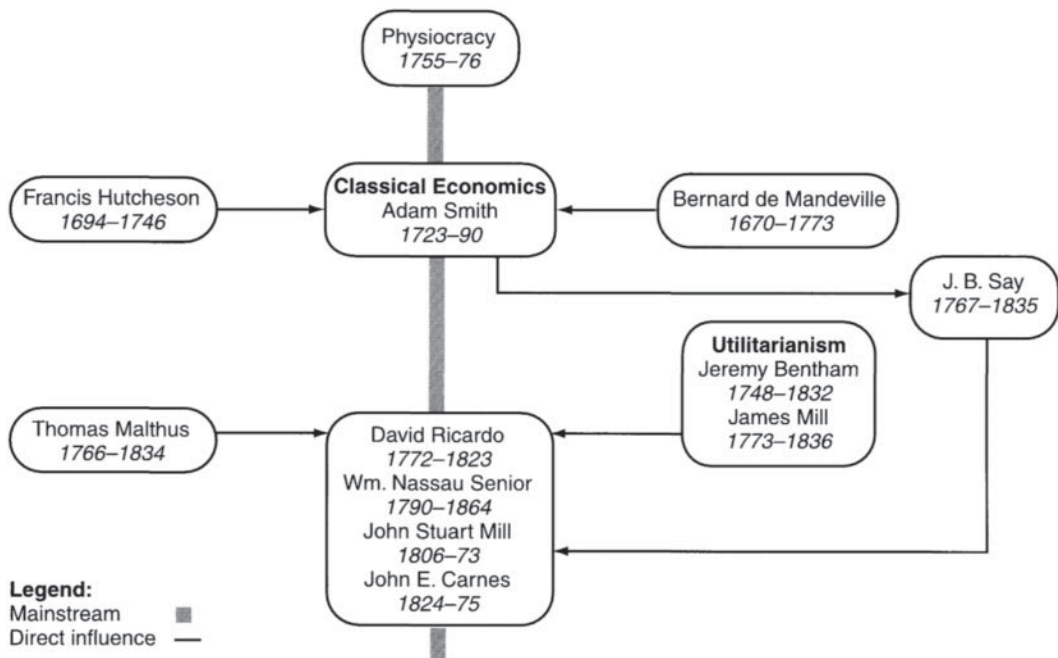 Physiocracy
1755–76
Francis Hutcheson
1694–1746
Classical Economics
Adam Smith
1723–90
Bernard de Mandeville
1670–1773
J. B. Say
1767–1835
Utilitarianism
Jeremy Bentham
1748–1832
James Mill
1773–1836
Thomas Malthus
1766–1834
David Ricardo
1772–1823
Wm. Nassau Senior
1790–1864
John Stuart Mill
1806–73
John E. Carnes
1824–75
Legend:
Mainstream
Direct influence